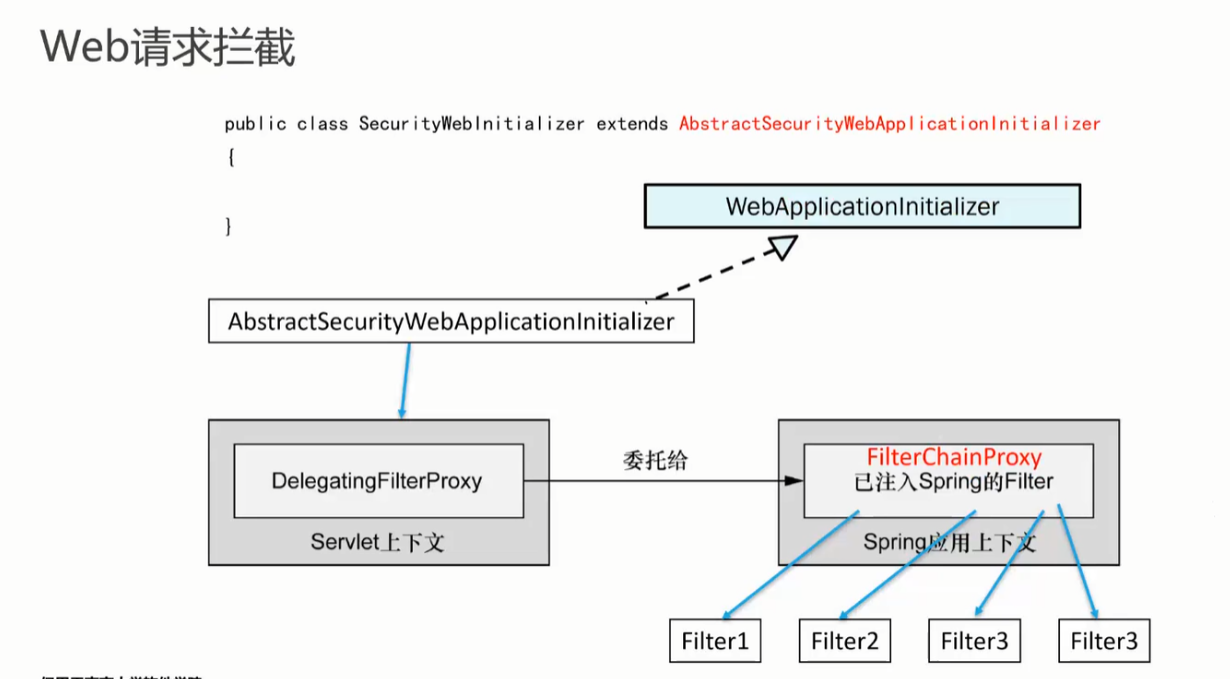 Web请求拦截
public class SecurityWebInitializer extends AbstractSecurityWebApplicationInitializer
{
}
WebApplicationInitializer
AbstractSecurityWebApplicationInitializer
DelegatingFilterProxy
Servlet上下文
委托给
FilterChainProxy
已注入Spring的Filter
Spring应用上下文
Filter1
Filter2
Filter3
Filter3